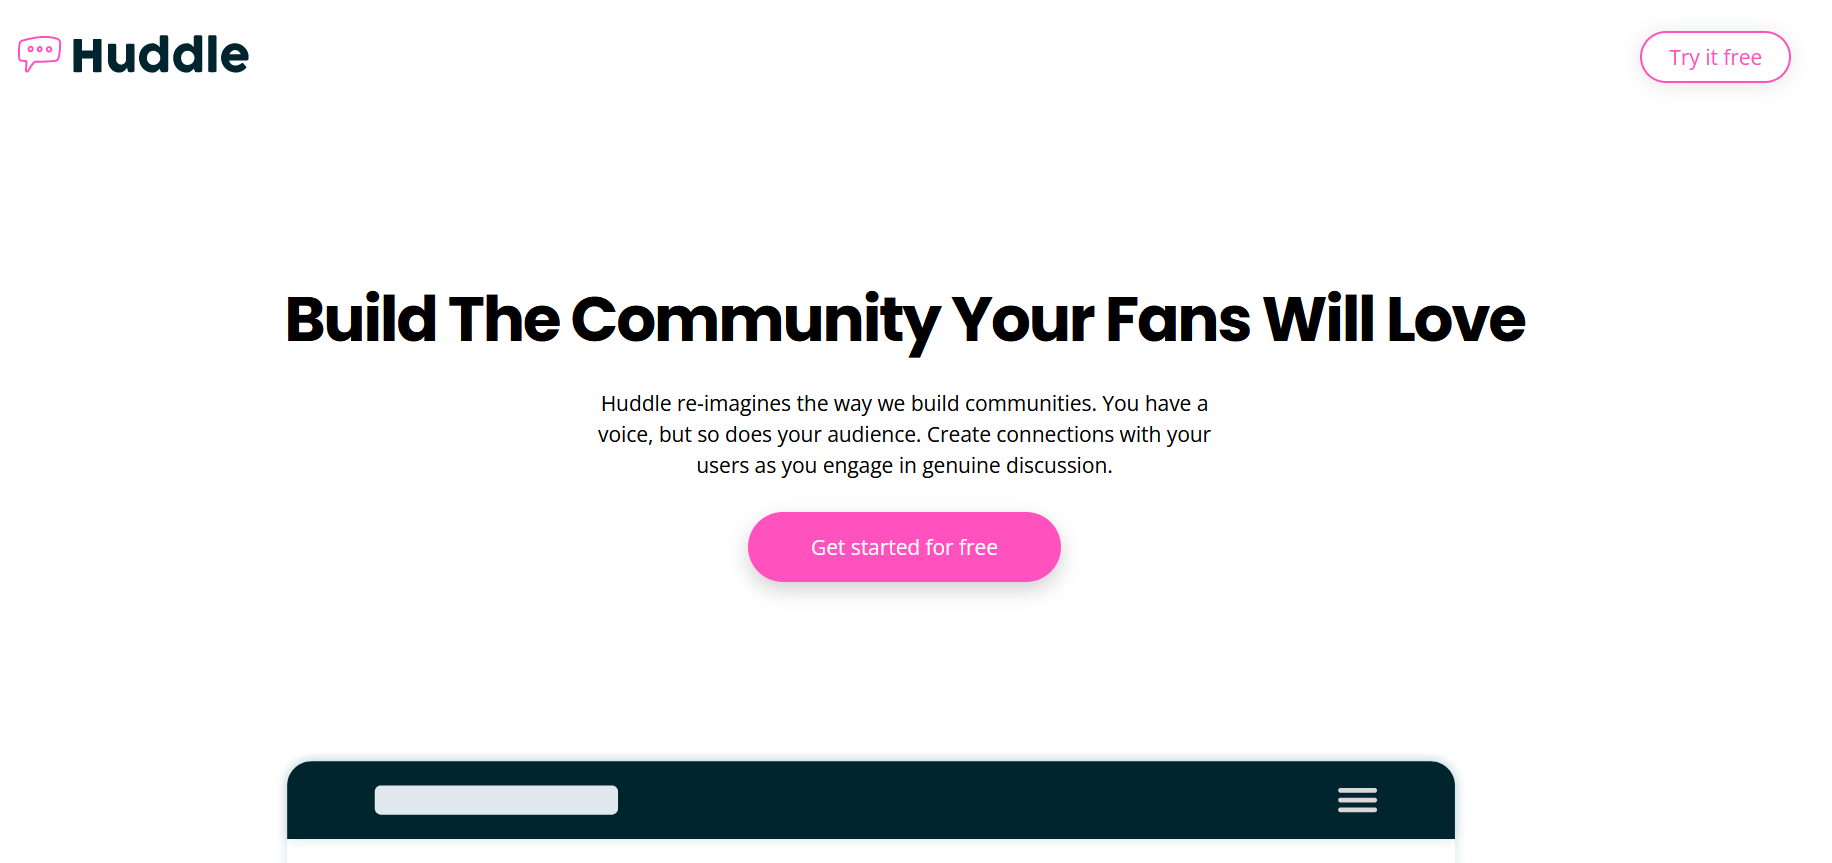 Huddle
Try it free
Build The Community Your Fans Will Love
Huddle re-imagines the way we build communities. You have a
voice, but so does your audience. Create connections with your
users as you engage in genuine discussion.
Get started for free